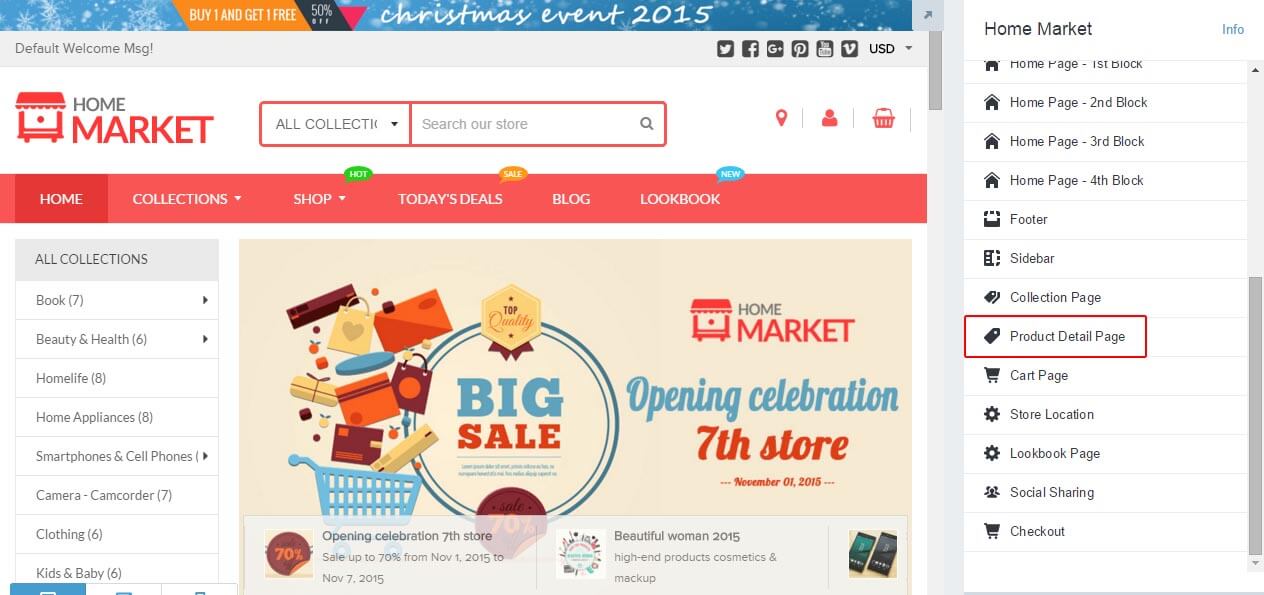 BUY 1 AND GET 1 FREE
50%
OFF
christmas event 2015
Default Welcome Msg!
USD
HOME
MARKET
ALL COLLECTIO
Search our store
HOT
SALE
NEW
HOME
COLLECTIONS
SHOP
TODAY'S DEALS
BLOG
LOOKBOOK
ALL COLLECTIONS
Book (7)
Beauty & Health (6)
Homelife (8)
Home Appliances (8)
Smartphones & Cell Phones (
Camera - Camcorder (7)
Clothing (6)
Kids & Baby (6)
TOP
Quality
BIG
SALE
sale
70%
HOME
MARKET
Opening celebration
7th store
--- November 01, 2015 ---
70%
Opening celebration 7th store
Sale up to 70% from Nov 1, 2015 to
Nov 7, 2015
Beautiful woman 2015
high-end products cosmetics &
mackup
Home Market
Info
Home Page - 1st Block
Home Page - 2nd Block
Home Page - 3rd Block
Home Page - 4th Block
Footer
Sidebar
Collection Page
Product Detail Page
Cart Page
Store Location
Lookbook Page
Social Sharing
Checkout